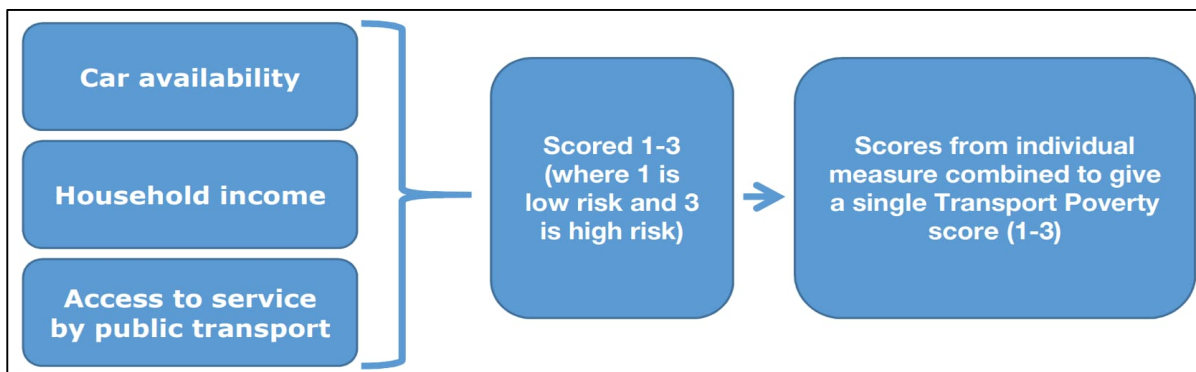 Car availability
Household income
Access to service
by public transport
Scored 1-3
(where 1 is
low risk and 3
is high risk)
Scores from individual
measure combined to give
a single Transport Poverty
score (1-3)